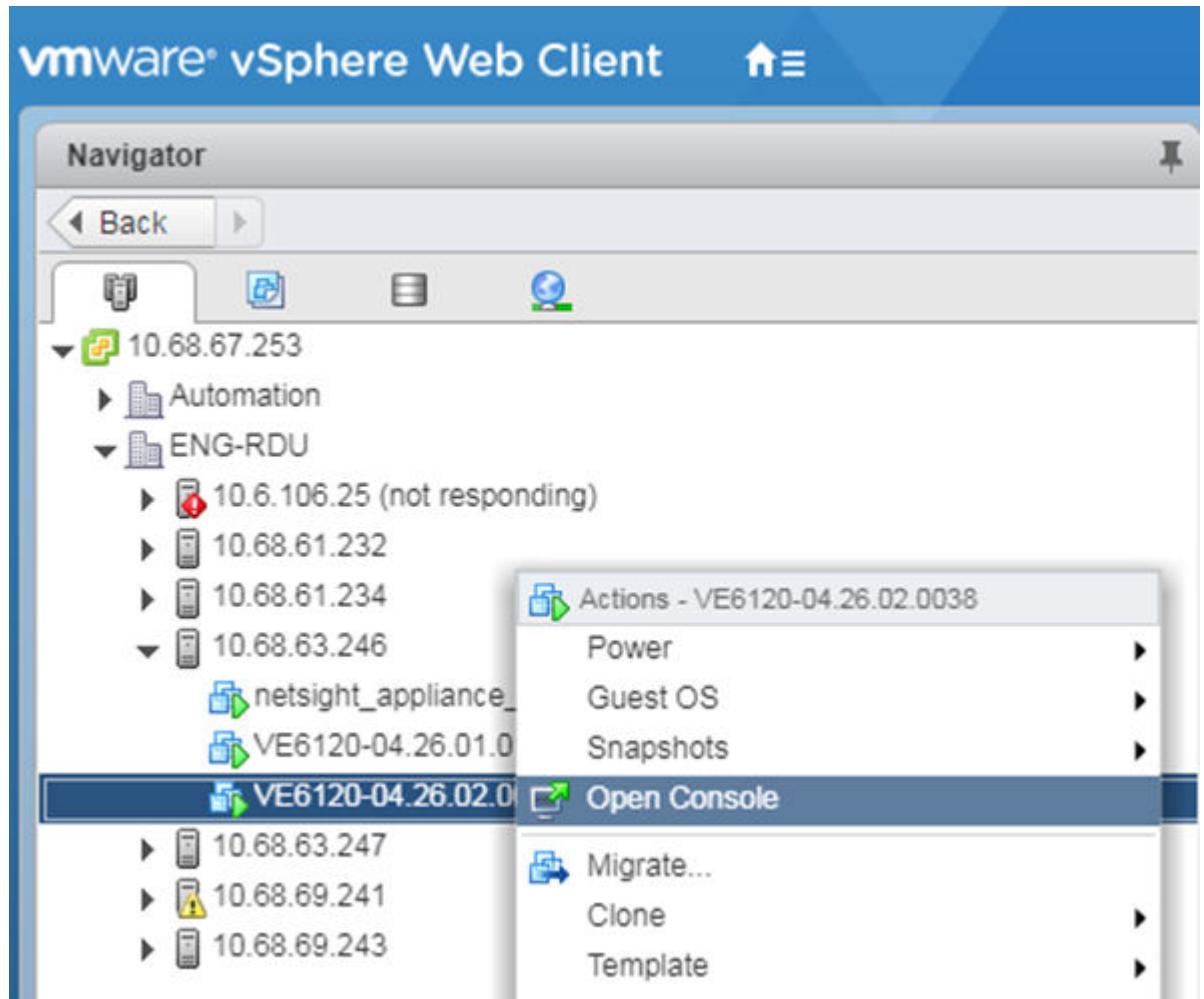 vmware® vSphere Web Client
Navigator
Back
10.68.67.253
Automation
ENG-RDU
10.6.106.25 (not responding)
10.68.61.232
10.68.61.234
10.68.63.246
netsight_appliance_
VE6120-04.26.01.0
VE6120-04.26.02.0
10.68.63.247
10.68.69.241
10.68.69.243
Actions - VE6120-04.26.02.0038
Power
Guest OS
Snapshots
Open Console
Migrate...
Clone
Template